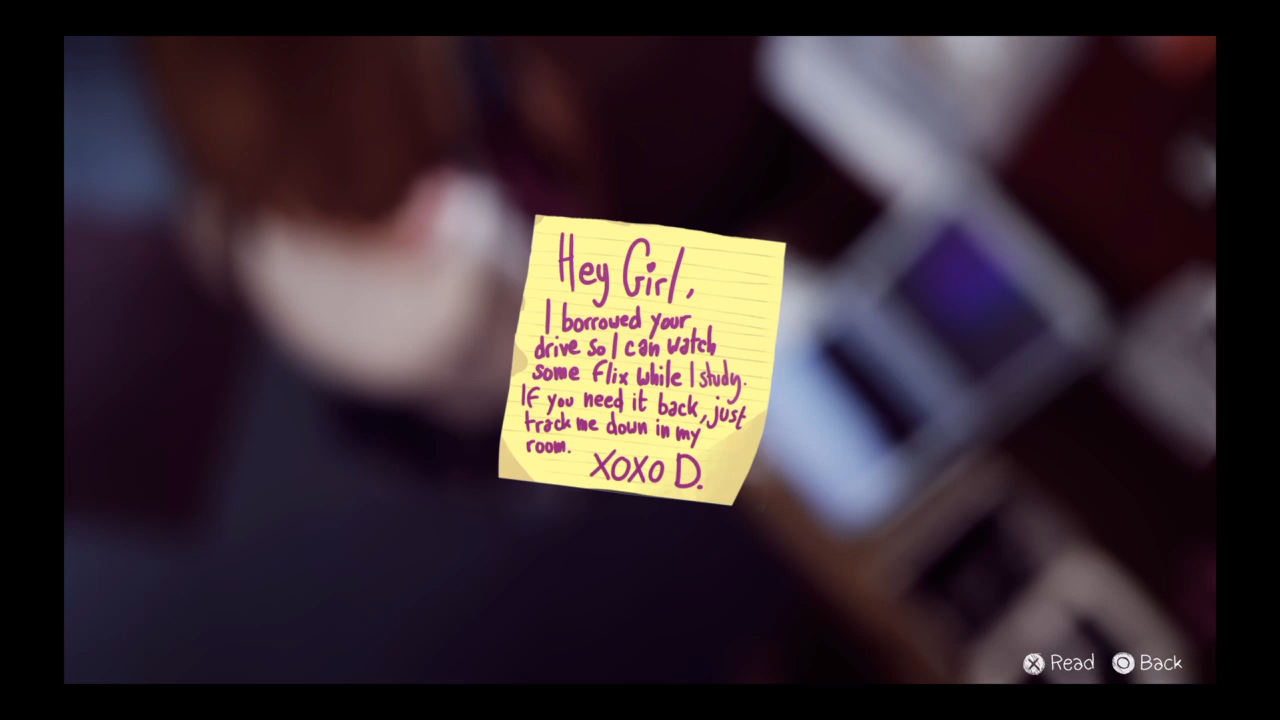 Hey Girl,
I borrowed your
drive so I can watch
some flix while I study.
If you need it back, just
track me down in my
room.
XOXO D.
Read
Back